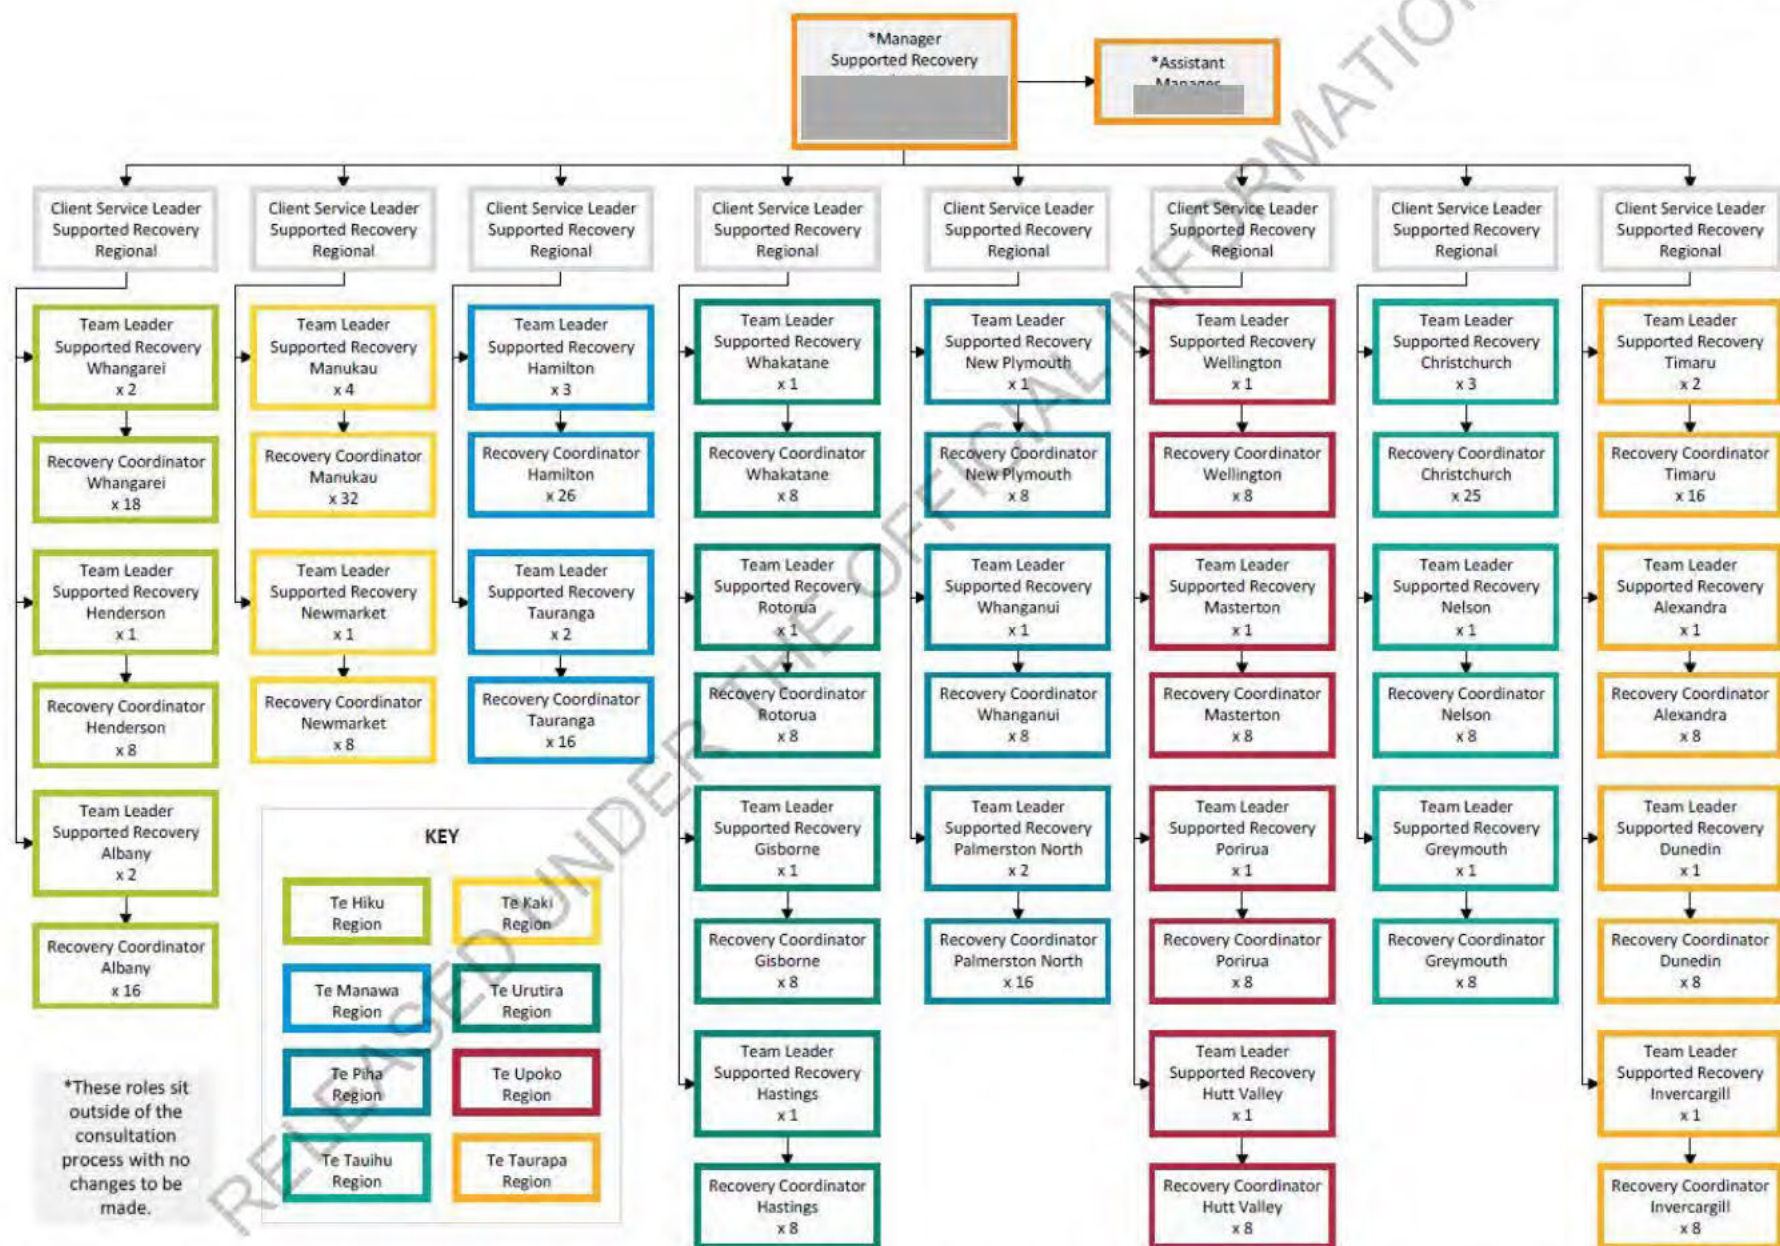 *Manager
Supported Recovery
*Assistant
Manager
Client Service Leader
Supported Recovery
Regional
Client Service Leader
Supported Recovery
Regional
Client Service Leader
Supported Recovery
Regional
Client Service Leader
Supported Recovery
Regional
Client Service Leader
Supported Recovery
Regional
Client Service Leader
Supported Recovery
Regional
Client Service Leader
Supported Recovery
Regional
Client Service Leader
Supported Recovery
Regional
Team Leader
Supported Recovery
Whangarei
x 2
Recovery Coordinator
Whangarei
x 18
Team Leader
Supported Recovery
Henderson
x 1
Recovery Coordinator
Henderson
x 8
Team Leader
Supported Recovery
Albany
x 2
Recovery Coordinator
Albany
x 16
Team Leader
Supported Recovery
Manukau
x 4
Recovery Coordinator
Manukau
x 32
Team Leader
Supported Recovery
Newmarket
x 1
Recovery Coordinator
Newmarket
x 8
Team Leader
Supported Recovery
Hamilton
x 3
Recovery Coordinator
Hamilton
x 26
Team Leader
Supported Recovery
Tauranga
x 2
Recovery Coordinator
Tauranga
x 16
Team Leader
Supported Recovery
Whakatane
x 1
Recovery Coordinator
Whakatane
x 8
Team Leader
Supported Recovery
Rotorua
x 1
Recovery Coordinator
Rotorua
x 8
Team Leader
Supported Recovery
Gisborne
x 1
Recovery Coordinator
Gisborne
x 8
Team Leader
Supported Recovery
Hastings
x 1
Recovery Coordinator
Hastings
x 8
Team Leader
Supported Recovery
New Plymouth
x 1
Recovery Coordinator
New Plymouth
x 8
Team Leader
Supported Recovery
Whanganui
x 1
Recovery Coordinator
Whanganui
x 8
Team Leader
Supported Recovery
Palmerston North
x 2
Recovery Coordinator
Palmerston North
x 16
Team Leader
Supported Recovery
Wellington
x 1
Recovery Coordinator
Wellington
x 8
Team Leader
Supported Recovery
Masterton
x 1
Recovery Coordinator
Masterton
x 8
Team Leader
Supported Recovery
Porirua
x 1
Recovery Coordinator
Porirua
x 8
Team Leader
Supported Recovery
Hutt Valley
x 1
Recovery Coordinator
Hutt Valley
x 8
Team Leader
Supported Recovery
Christchurch
x 3
Recovery Coordinator
Christchurch
x 25
Team Leader
Supported Recovery
Nelson
x 1
Recovery Coordinator
Nelson
x 8
Team Leader
Supported Recovery
Greymouth
x 1
Recovery Coordinator
Greymouth
x 8
Team Leader
Supported Recovery
Timaru
x 2
Recovery Coordinator
Timaru
x 16
Team Leader
Supported Recovery
Alexandra
x 1
Recovery Coordinator
Alexandra
x 8
Team Leader
Supported Recovery
Dunedin
x 1
Recovery Coordinator
Dunedin
x 8
Team Leader
Supported Recovery
Invercargill
x 1
Recovery Coordinator
Invercargill
x 8
KEY
Te Hiku
Region
Te Kaki
Region
Te Manawa
Region
Te Urutira
Region
Te Piha
Region
Te Upoko
Region
Te Tauihu
Region
Te Taurapa
Region
*These roles sit
outside of the
consultation
process with no
changes to be
made.
RELEASED UNDER THE OFFICIAL INFORMATION